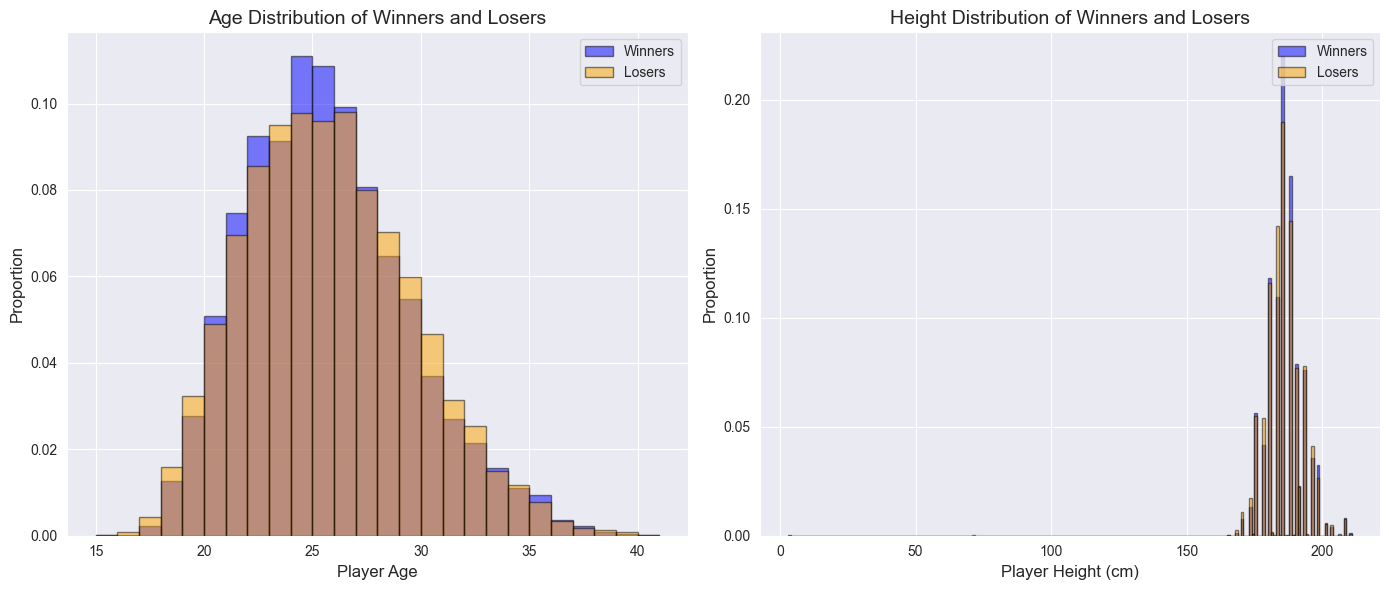 Age Distribution of Winners and Losers
Winners
Losers
0.10
0.08
0.06
0.04
0.02
0.00
Proportion
15 20 25 30 35 40
Player Age
Height Distribution of Winners and Losers
Winners
Losers
0.20
0.15
0.10
0.05
0.00
Proportion
0 50 100 150 200
Player Height (cm)